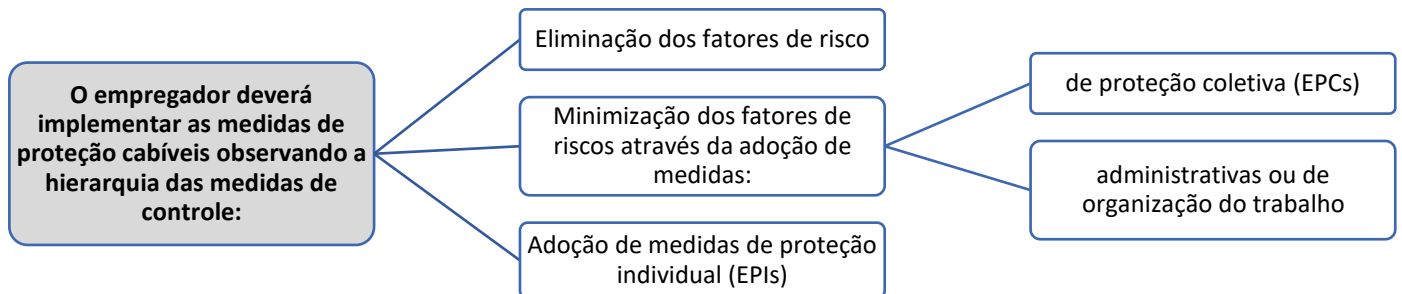 O empregador deverá
implementar as medidas de
proteção cabíveis observando a
hierarquia das medidas de
controle:
Eliminação dos fatores de risco
Minimização dos fatores de
riscos através da adoção de
medidas:
de proteção coletiva (EPCs)
administrativas ou de
organização do trabalho
Adoção de medidas de proteção
individual (EPIs)